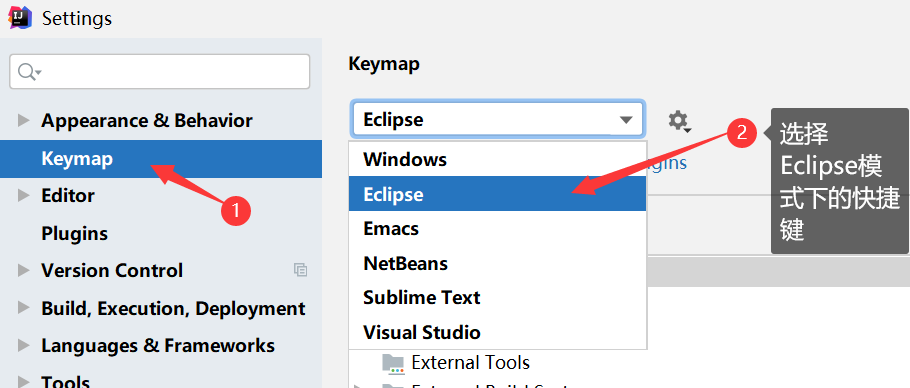 Settings
Appearance & Behavior
Keymap
Editor
Plugins
Version Control
Build, Execution, Deployment
Languages & Frameworks
Tools
1
Keymap
Eclipse
Windows
Eclipse
Emacs
NetBeans
Sublime Text
Visual Studio
External Tools
2
选择
Eclipse模
式下的快捷
键